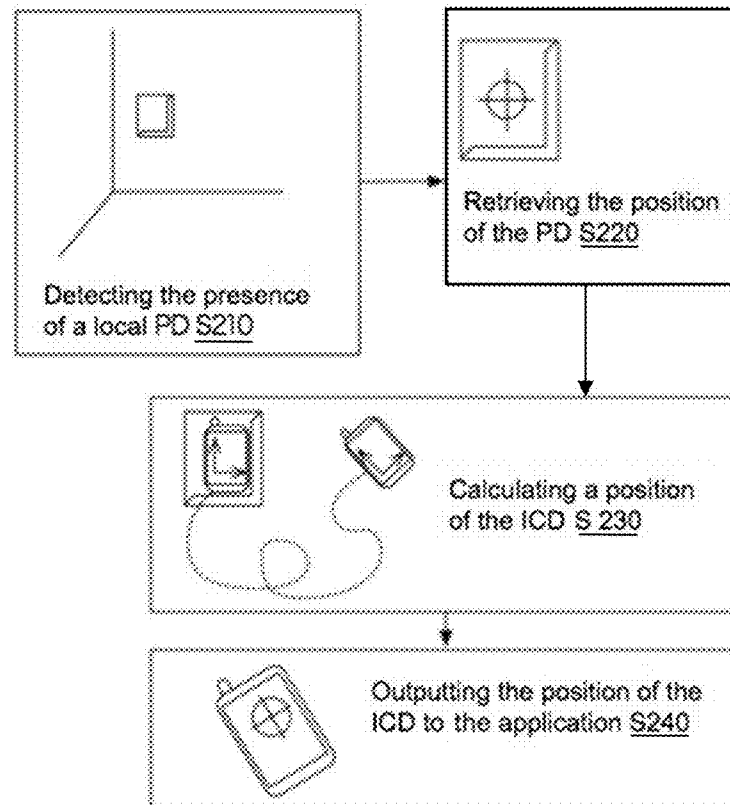 Detecting the presence
of a local PD S210
Retrieving the position
of the PD S220
Calculating a position
of the ICD S 230
Outputting the position of the
ICD to the application S240